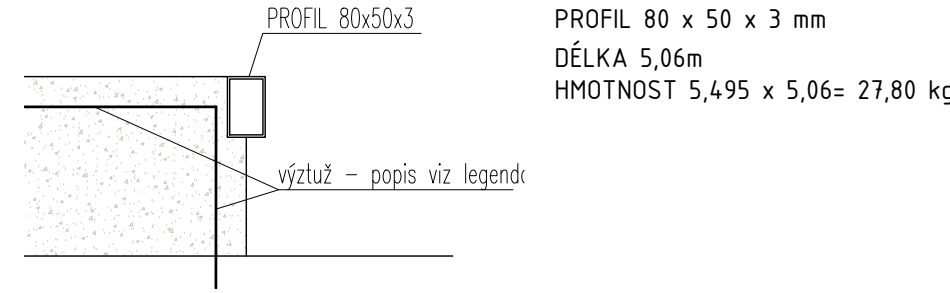 PROFIL 80x50x3
PROFIL 80 x 50 x 3 mm
DÉLKA 5,06m
HMOTNOST 5,495 x 5,06= 27,80 kg
výztuž – popis viz